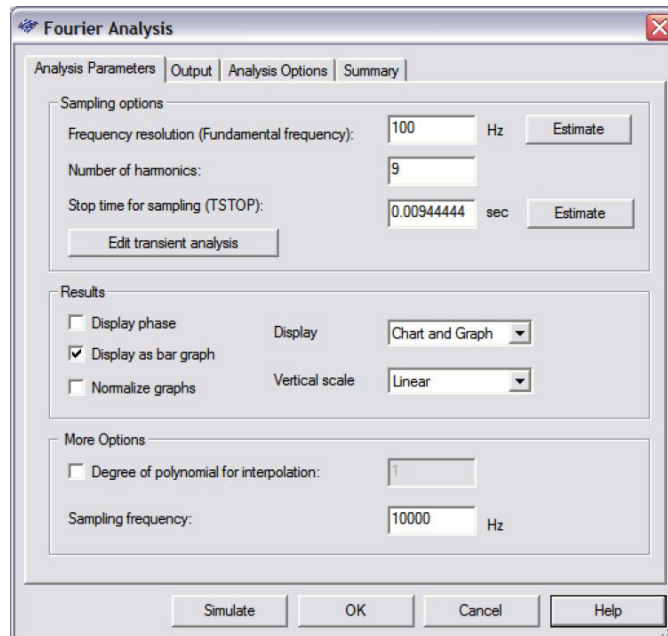 Fourier Analysis
Analysis Parameters Output Analysis Options Summary
Sampling options
Frequency resolution (Fundamental frequency): 100 Hz Estimate
Number of harmonics: 9
Stop time for sampling (TSTOP): 0.00944444 sec Estimate
Edit transient analysis
Results
Display phase
Display Chart and Graph
Display as bar graph
Vertical scale Linear
Normalize graphs
More Options
Degree of polynomial for interpolation: 1
Sampling frequency: 10000 Hz
Simulate OK Cancel Help